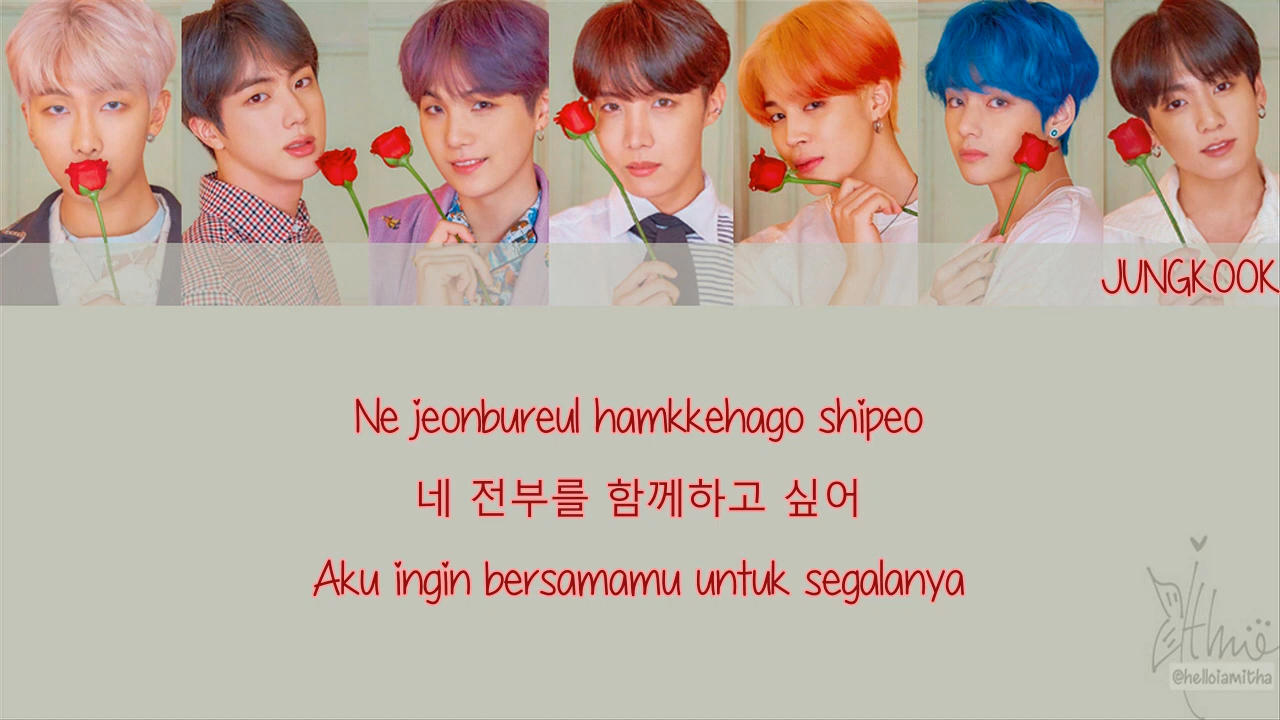 JUNGKOOK
Ne jeonbureul hamkkehago shipeo
네 전부를 함께하고 싶어
Aku ingin bersamamu untuk segalanya
@helloiamitha